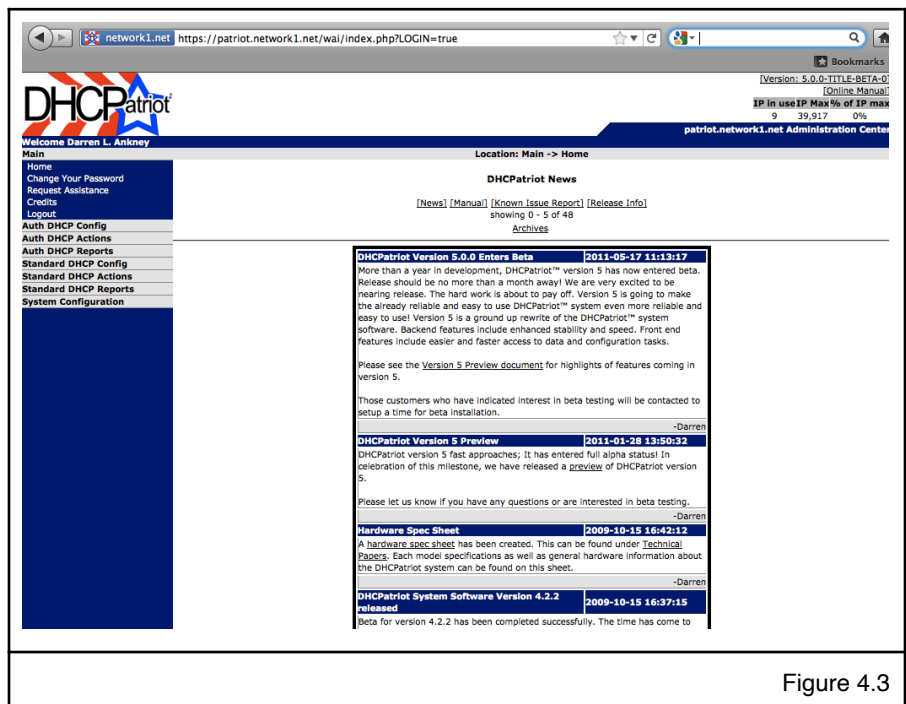 network1.net https://patriot.network1.net/wai/index.php?LOGIN=true
Bookmarks
DHCPatriot
[Version: 5.0.0-TITLE-BETA-0]
[Online Manual]
IP in use IP Max % of IP max
9 39,917 0%
patriot.network1.net Administration Center
Welcome Darren L. Ankney
Main
Location: Main -> Home
Home
Change Your Password
Request Assistance
Credits
Logout
Auth DHCP Config
Auth DHCP Actions
Auth DHCP Reports
Standard DHCP Config
Standard DHCP Actions
Standard DHCP Reports
System Configuration
DHCPatriot News
[News] [Manual] [Known Issue Report] [Release Info]
showing 0 - 5 of 48
Archives
DHCPatriot Version 5.0.0 Enters Beta 2011-05-17 11:13:17
More than a year in development, DHCPatriot™ version 5 has now entered beta.
Release should be no more than a month away! We are very excited to be
nearing release. The hard work is about to pay off. Version 5 is going to make
the already reliable and easy to use DHCPatriot™ system even more reliable and
easy to use! Version 5 is a ground up rewrite of the DHCPatriot™ system
software. Backend features include enhanced stability and speed. Front end
features include easier and faster access to data and configuration tasks.
Please see the Version 5 Preview document for highlights of features coming in
version 5.
Those customers who have indicated interest in beta testing will be contacted to
setup a time for beta installation.
-Darren
DHCPatriot Version 5 Preview 2011-01-28 13:50:32
DHCPatriot version 5 fast approaches; It has entered full alpha status! In
celebration of this milestone, we have released a preview of DHCPatriot version
5.
Please let us know if you have any questions or are interested in beta testing.
-Darren
Hardware Spec Sheet 2009-10-15 16:42:12
A hardware spec sheet has been created. This can be found under Technical
Papers. Each model specifications as well as general hardware information about
the DHCPatriot system can be found on this sheet.
-Darren
DHCPatriot System Software Version 4.2.2
released 2009-10-15 16:37:15
Beta for version 4.2.2 has been completed successfully. The time has come to
Figure 4.3